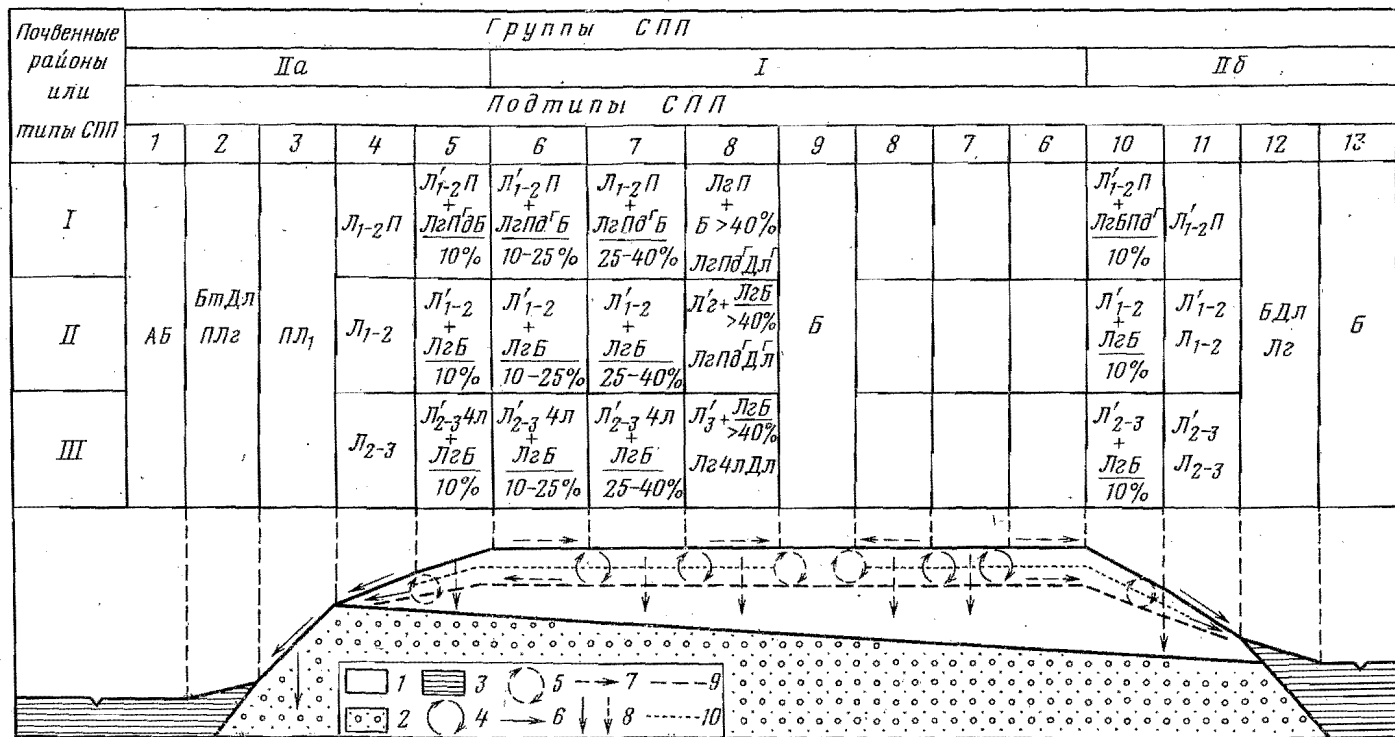 Почвенные районы или типы СПП
Группы СПП
IIа
I
IIб
Подтипы СПП
1 2 3 4 5 6 7 8 9 8 7 6 10 11 12 13
I
Л₁₋₂П
Л′₁₋₂П
+
ЛгПдБ
10%
Л′₁₋₂П
+
ЛгПдᴦБ
10-25%
Л₁₋₂П
+
ЛгПдᴦБ
25-40%
ЛгП
+
Б >40%
ЛгПдᴦДлᴦ
Л′₁₋₂П
+
ЛгБПдᴦ
10%
Л′₁₋₂П
II
АБ
БтДл
ПЛг
ПЛ₁
Л₁₋₂
Л′₁₋₂
+
ЛгБ
10%
Л′₁₋₂
+
ЛгБ
10-25%
Л′₁₋₂
+
ЛгБ
25-40%
Л′г+ЛгБ
>40%
ЛгПдᴦДлᴦ
Б
Л′₁₋₂
+
ЛгБ
10%
Л′₁₋₂
Л₁₋₂
БДл
Лг
Б
III
Л₂₋₃
Л′₂₋₃ 4л
+
ЛгБ
10%
Л′₂₋₃ 4л
+
ЛгБ
10-25%
Л′₂₋₃ 4л
+
ЛгБ
25-40%
Л′₃+ЛгБ
>40%
Лг4лДл
Л′₂₋₃
+
ЛгБ
10%
Л′₂₋₃
Л₂₋₃
1 3 5 7 9
2 4 6 8 10